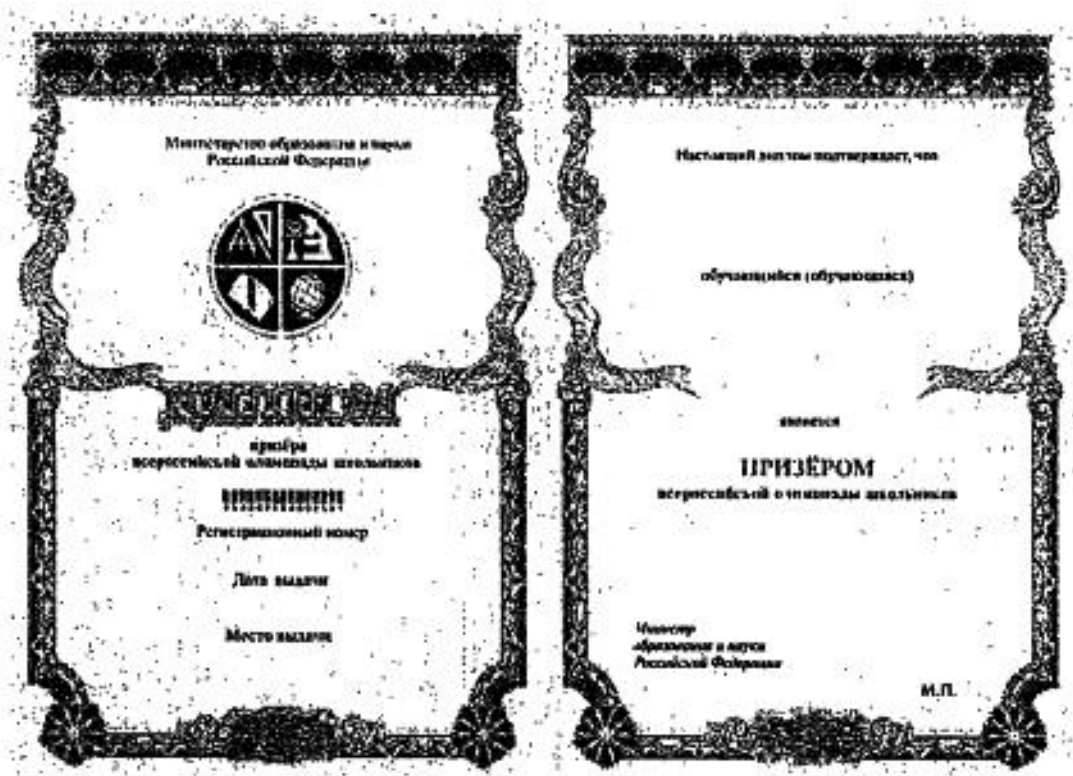 Министерство образования и науки
Российской Федерации
ДИПЛОМ
призёра
всероссийской олимпиады школьников
Регистрационный номер
Дата выдачи
Место выдачи
Настоящий диплом подтверждает, что
обучающийся (обучающаяся)
является
ПРИЗЁРОМ
всероссийской олимпиады школьников
Министр
образования и науки
Российской Федерации
М.П.